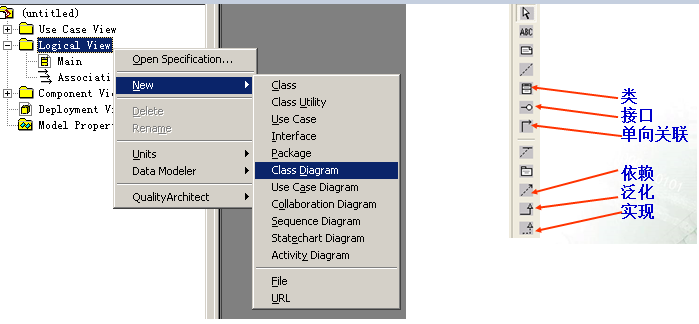 (untitled)
Use Case View
Logical View
Main
Associati
Component V
Deployment V
Model Proper
Open Specification...
New
Delete
Rename
Units
Data Modeler
QualityArchitect
Class
Class Utility
Use Case
Interface
Package
Class Diagram
Use Case Diagram
Collaboration Diagram
Sequence Diagram
Statechart Diagram
Activity Diagram
File
URL
ABC
类
接口
单向关联
依赖
泛化
实现